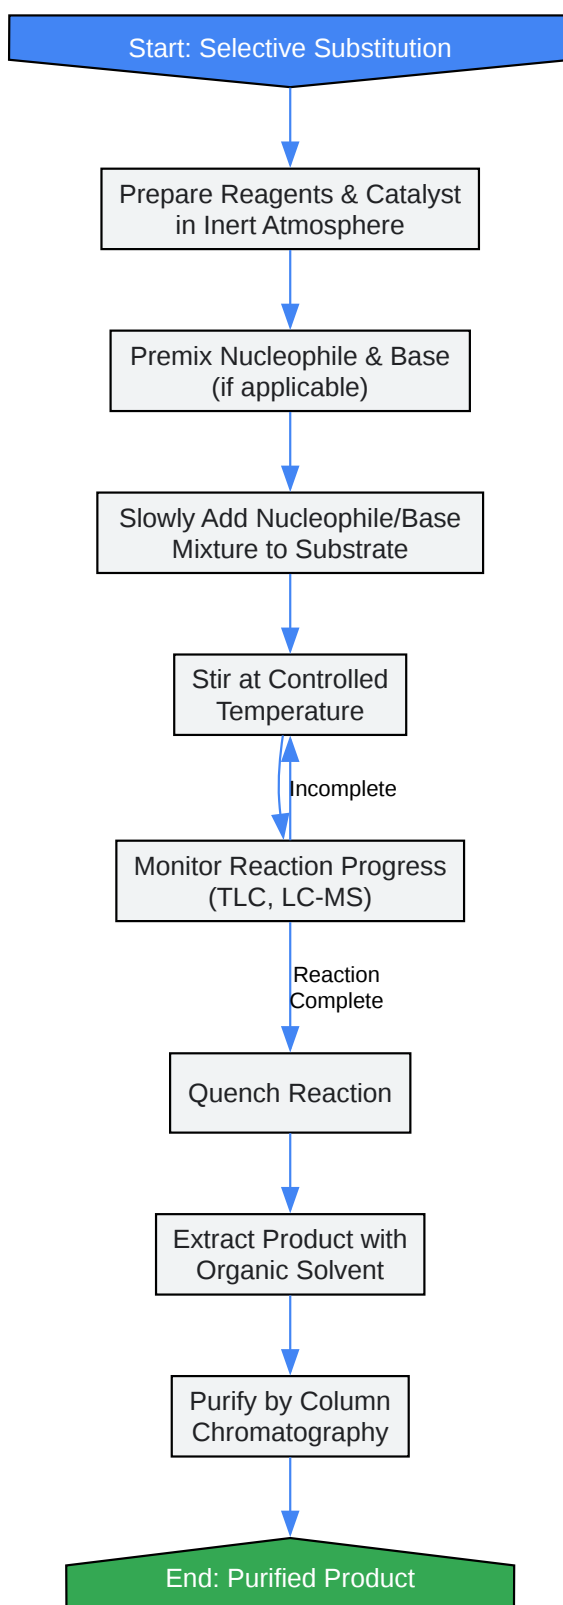 Start: Selective Substitution
Prepare Reagents & Catalyst
in Inert Atmosphere
Premix Nucleophile & Base
(if applicable)
Slowly Add Nucleophile/Base
Mixture to Substrate
Stir at Controlled
Temperature
Incomplete
Monitor Reaction Progress
(TLC, LC-MS)
Reaction
Complete
Quench Reaction
Extract Product with
Organic Solvent
Purify by Column
Chromatography
End: Purified Product